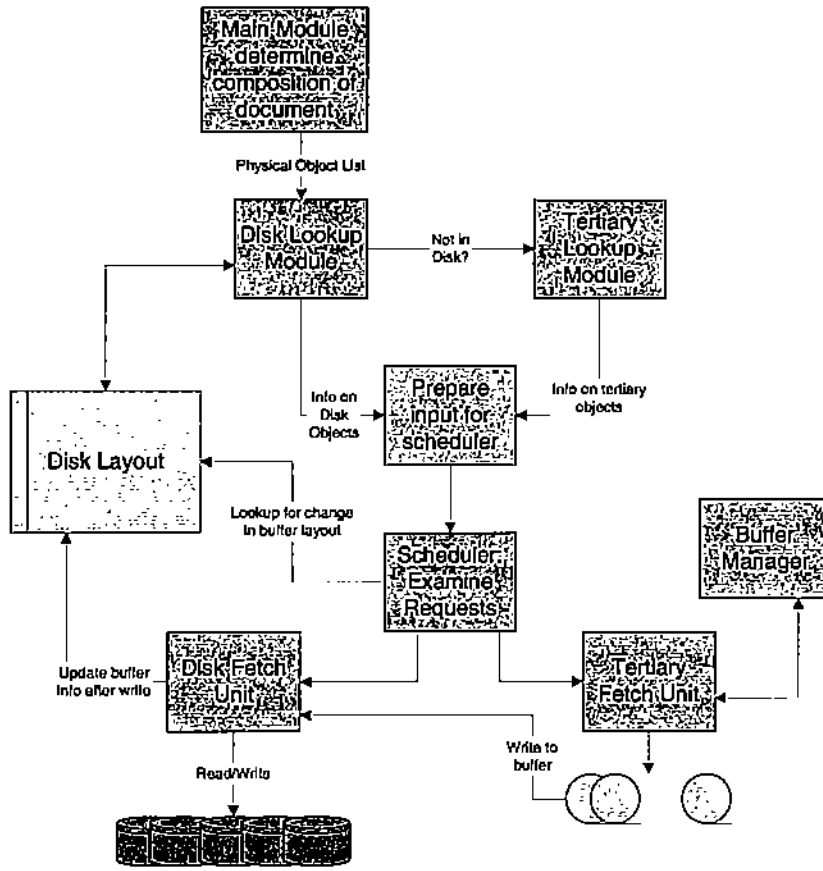 Main Module
determine
composition of
document
Physical Object List
Disk Lookup
Module
Not in
Disk?
Tertiary
Lookup
Module
Info on
Disk
Objects
Prepare
input for
scheduler
Info on tertiary
objects
Disk Layout
Lookup for change
in buffer layout
Scheduler
Examine
Requests
Buffer
Manager
Update buffer
info after write
Disk Fetch
Unit
Tertiary
Fetch Unit
Write to
buffer
Read/Write